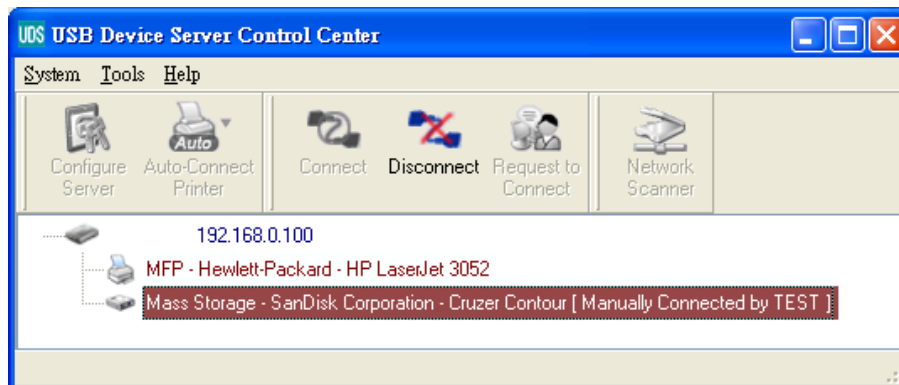 UDS USB Device Server Control Center
System Tools Help
Auto
Configure Server
Auto-Connect Printer
Connect
Disconnect
Request to Connect
Network Scanner
192.168.0.100
MFP - Hewlett-Packard - HP LaserJet 3052
Mass Storage - SanDisk Corporation - Cruzer Contour [ Manually Connected by TEST ]